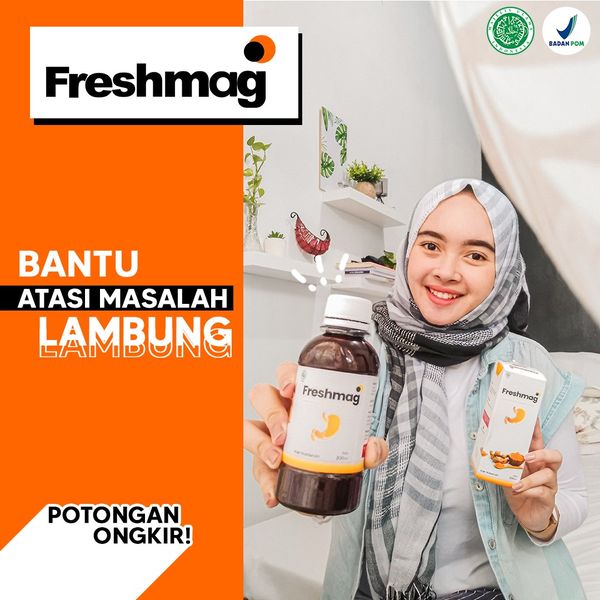 Freshmag
BADAN POM
BANTU
ATASI MASALAH
LAMBUNG
LAMBUNG
POTONGAN
ONGKIR!
Freshmag
Freshmag